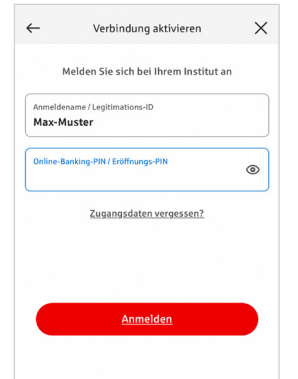 Verbindung aktivieren
Melden Sie sich bei Ihrem Institut an
Anmeldename / Legitimations-ID
Max-Muster
Online-Banking-PIN / Eröffnungs-PIN
Zugangsdaten vergessen?
Anmelden